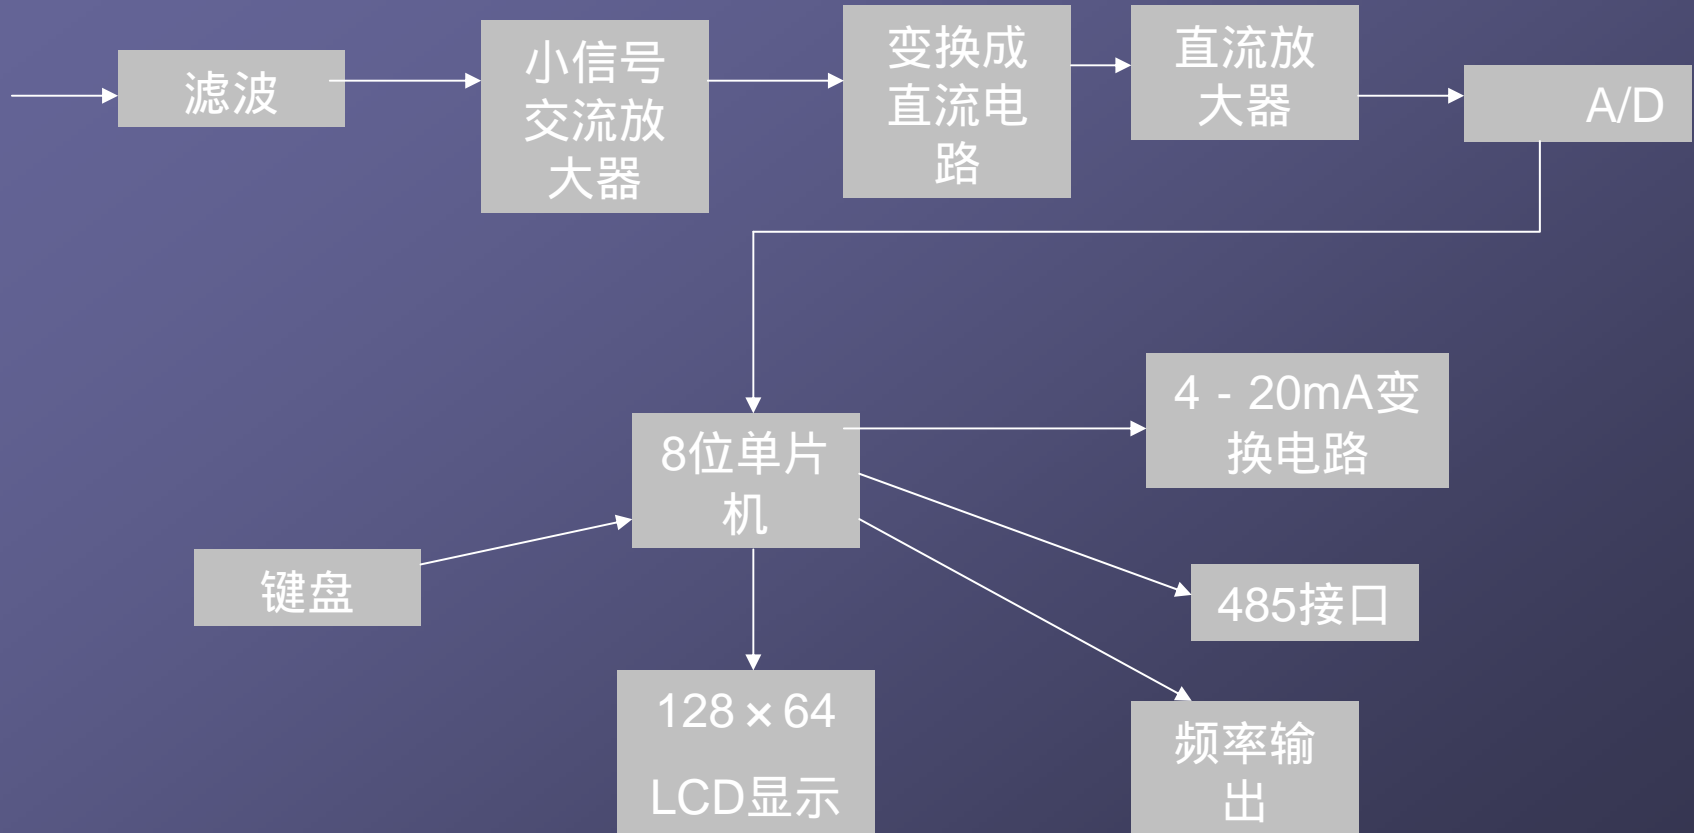 滤波
小信号
交流放
大器
变换成
直流电
路
直流放
大器
A/D
4 - 20mA变
换电路
8位单片
机
键盘
485接口
128×64
LCD显示
频率输
出